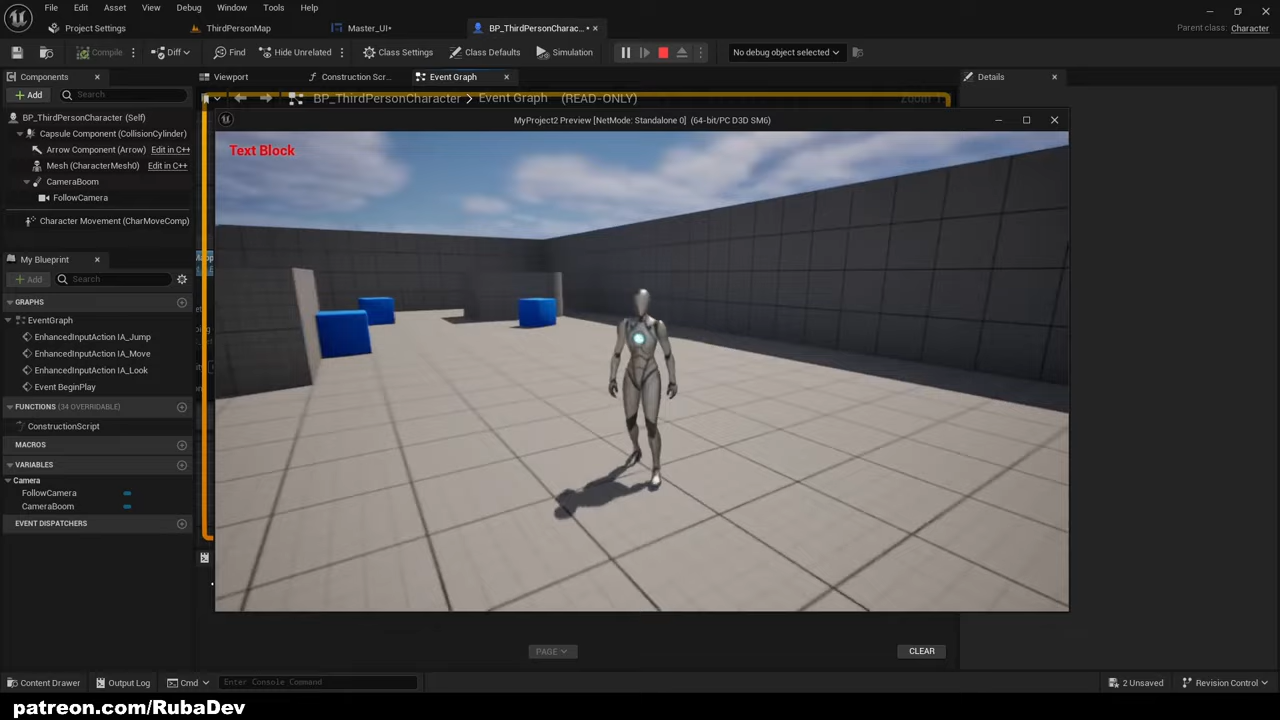 File Edit Asset View Debug Window Tools Help
Project Settings ThirdPersonMap Master_UI* BP_ThirdPersonCharac...*
Parent class: Character
Compile Diff Find Hide Unrelated Class Settings Class Defaults Simulation No debug object selected
Components Viewport Construction Scr... Event Graph Details
Add Search BP_ThirdPersonCharacter > Event Graph (READ-ONLY) Zoom
MyProject2 Preview [NetMode: Standalone 0] (64-bit/PC D3D SM6)
Text Block
BP_ThirdPersonCharacter (Self)
Capsule Component (CollisionCylinder)
Arrow Component (Arrow) Edit in C++
Mesh (CharacterMesh0) Edit in C++
CameraBoom
FollowCamera
Character Movement (CharMoveComp)
My Blueprint
Add Search
GRAPHS
EventGraph
EnhancedInputAction IA_Jump
EnhancedInputAction IA_Move
EnhancedInputAction IA_Look
Event BeginPlay
FUNCTIONS (34 OVERRIDABLE)
ConstructionScript
MACROS
VARIABLES
Camera
FollowCamera
CameraBoom
EVENT DISPATCHERS
PAGE CLEAR
Content Drawer Output Log Cmd Enter Console Command 2 Unsaved Revision Control
patreon.com/RubaDev